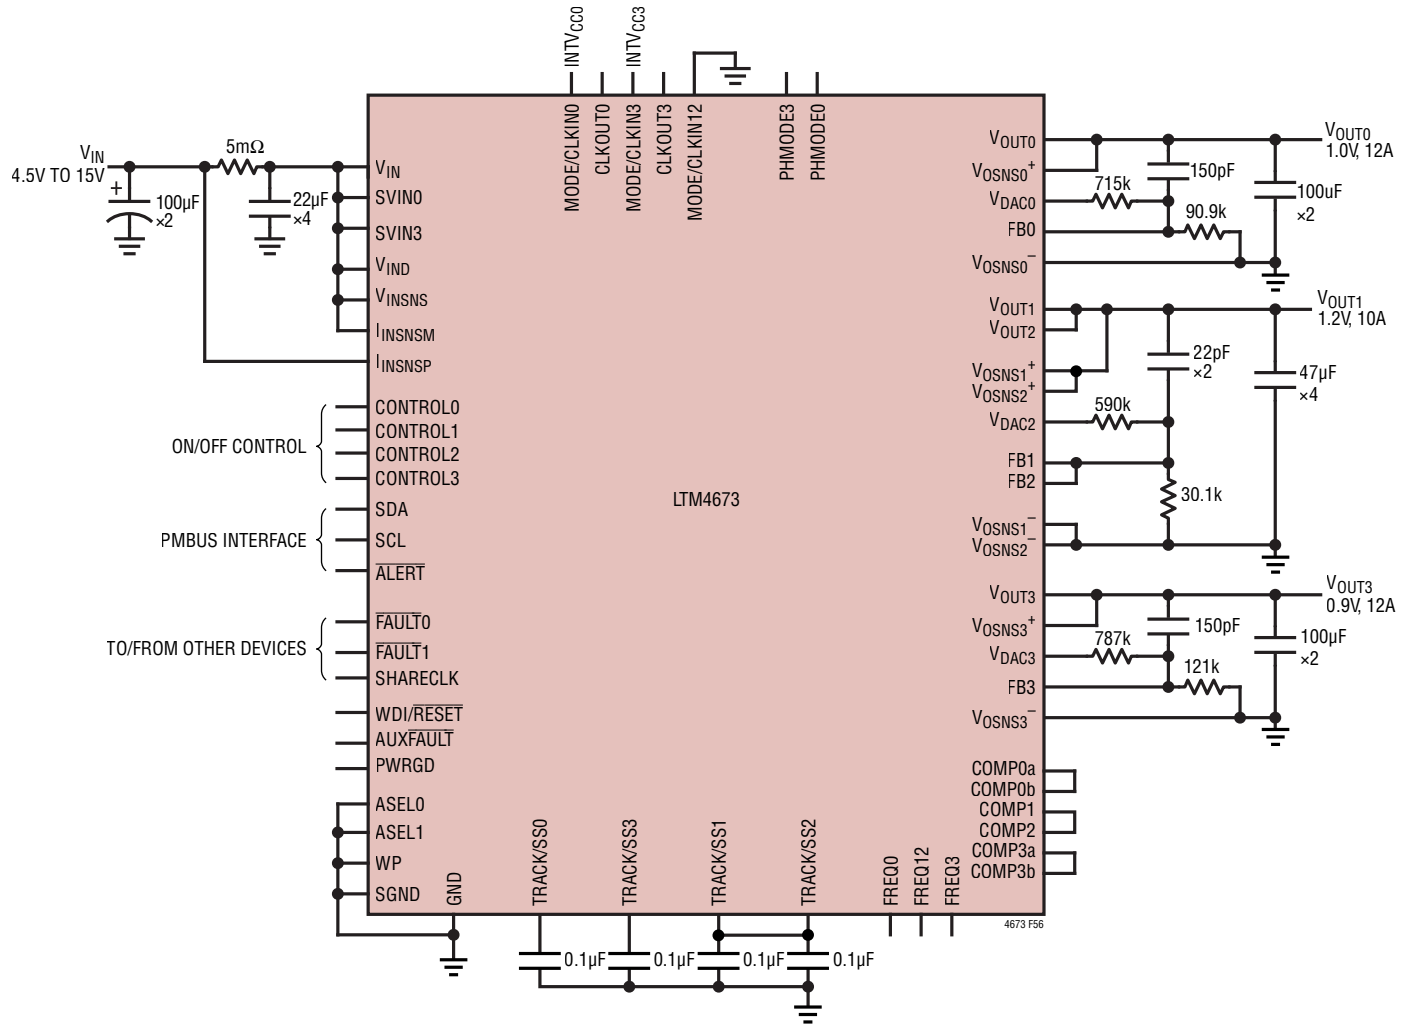 INTVCC0
INTVCC3
MODE/CLKIN0
CLKOUT0
MODE/CLKIN3
CLKOUT3
MODE/CLKIN12
PHMODE3
PHMODE0
VIN
4.5V TO 15V
+
100µF
×2
5mΩ
22µF
×4
VIN
SVIN0
SVIN3
VIND
VINSNS
IINSNSM
IINSNSP
ON/OFF CONTROL
CONTROL0
CONTROL1
CONTROL2
CONTROL3
PMBUS INTERFACE
SDA
SCL
ALERT
TO/FROM OTHER DEVICES
FAULT0
FAULT1
SHARECLK
WDI/RESET
AUXFAULT
PWRGD
ASEL0
ASEL1
WP
SGND
GND
LTM4673
TRACK/SS0
TRACK/SS3
TRACK/SS1
TRACK/SS2
0.1µF
0.1µF
0.1µF
0.1µF
FREQ0
FREQ12
FREQ3
VOUT0
VOSNS0+
VDAC0
FB0
VOSNS0−
715k
150pF
90.9k
100uF
×2
VOUT0
1.0V, 12A
VOUT1
VOUT2
VOSNS1+
VOSNS2+
VDAC2
FB1
FB2
VOSNS1−
VOSNS2−
590k
22pF
×2
30.1k
47µF
×4
VOUT1
1.2V, 10A
VOUT3
VOSNS3+
VDAC3
FB3
VOSNS3−
787k
150pF
121k
100µF
×2
VOUT3
0.9V, 12A
COMP0a
COMP0b
COMP1
COMP2
COMP3a
COMP3b
4673 F56